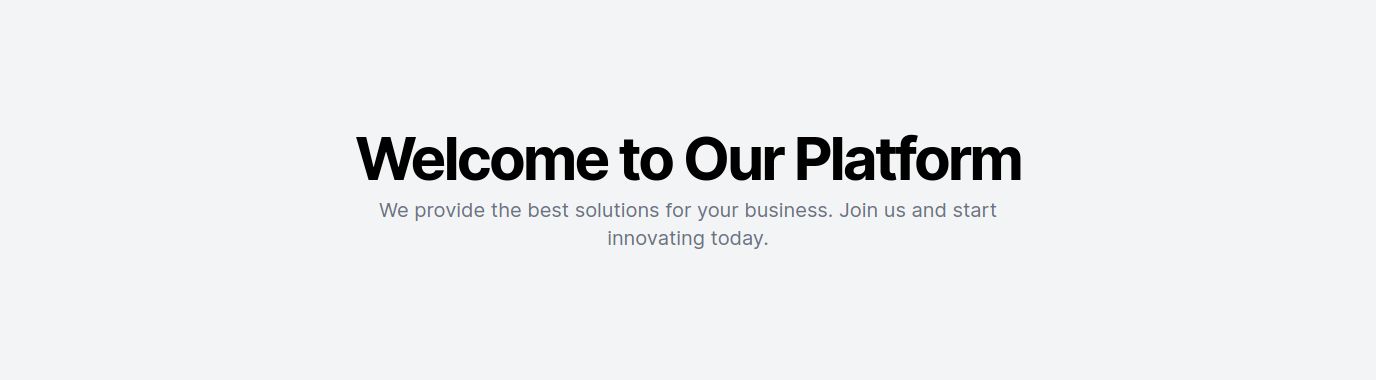 Welcome to Our Platform
We provide the best solutions for your business. Join us and start
innovating today.